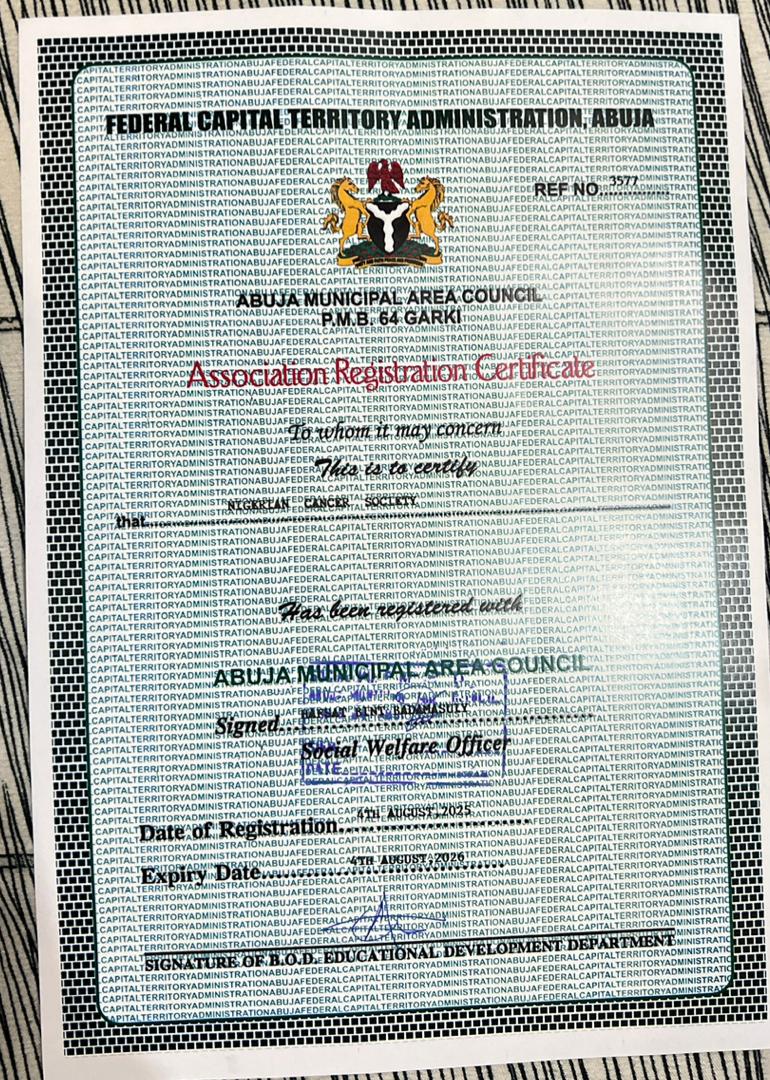 FEDERAL CAPITAL TERRITORY ADMINISTRATION, ABUJA
REF NO. 3577
ABUJA MUNICIPAL AREA COUNCIL
P.M.B. 64 GARKI
Association Registration Certificate
To whom it may concern
This is to certify
that NIGERIAN CANCER SOCIETY
Has been registered with
ABUJA MUNICIPAL AREA COUNCIL
Signed BINT BADAMASULY
Social Welfare Officer
DATE
Date of Registration 4TH AUGUST, 2025
Expiry Date 4TH AUGUST, 2026
SIGNATURE OF B.O.D. EDUCATIONAL DEVELOPMENT DEPARTMENT